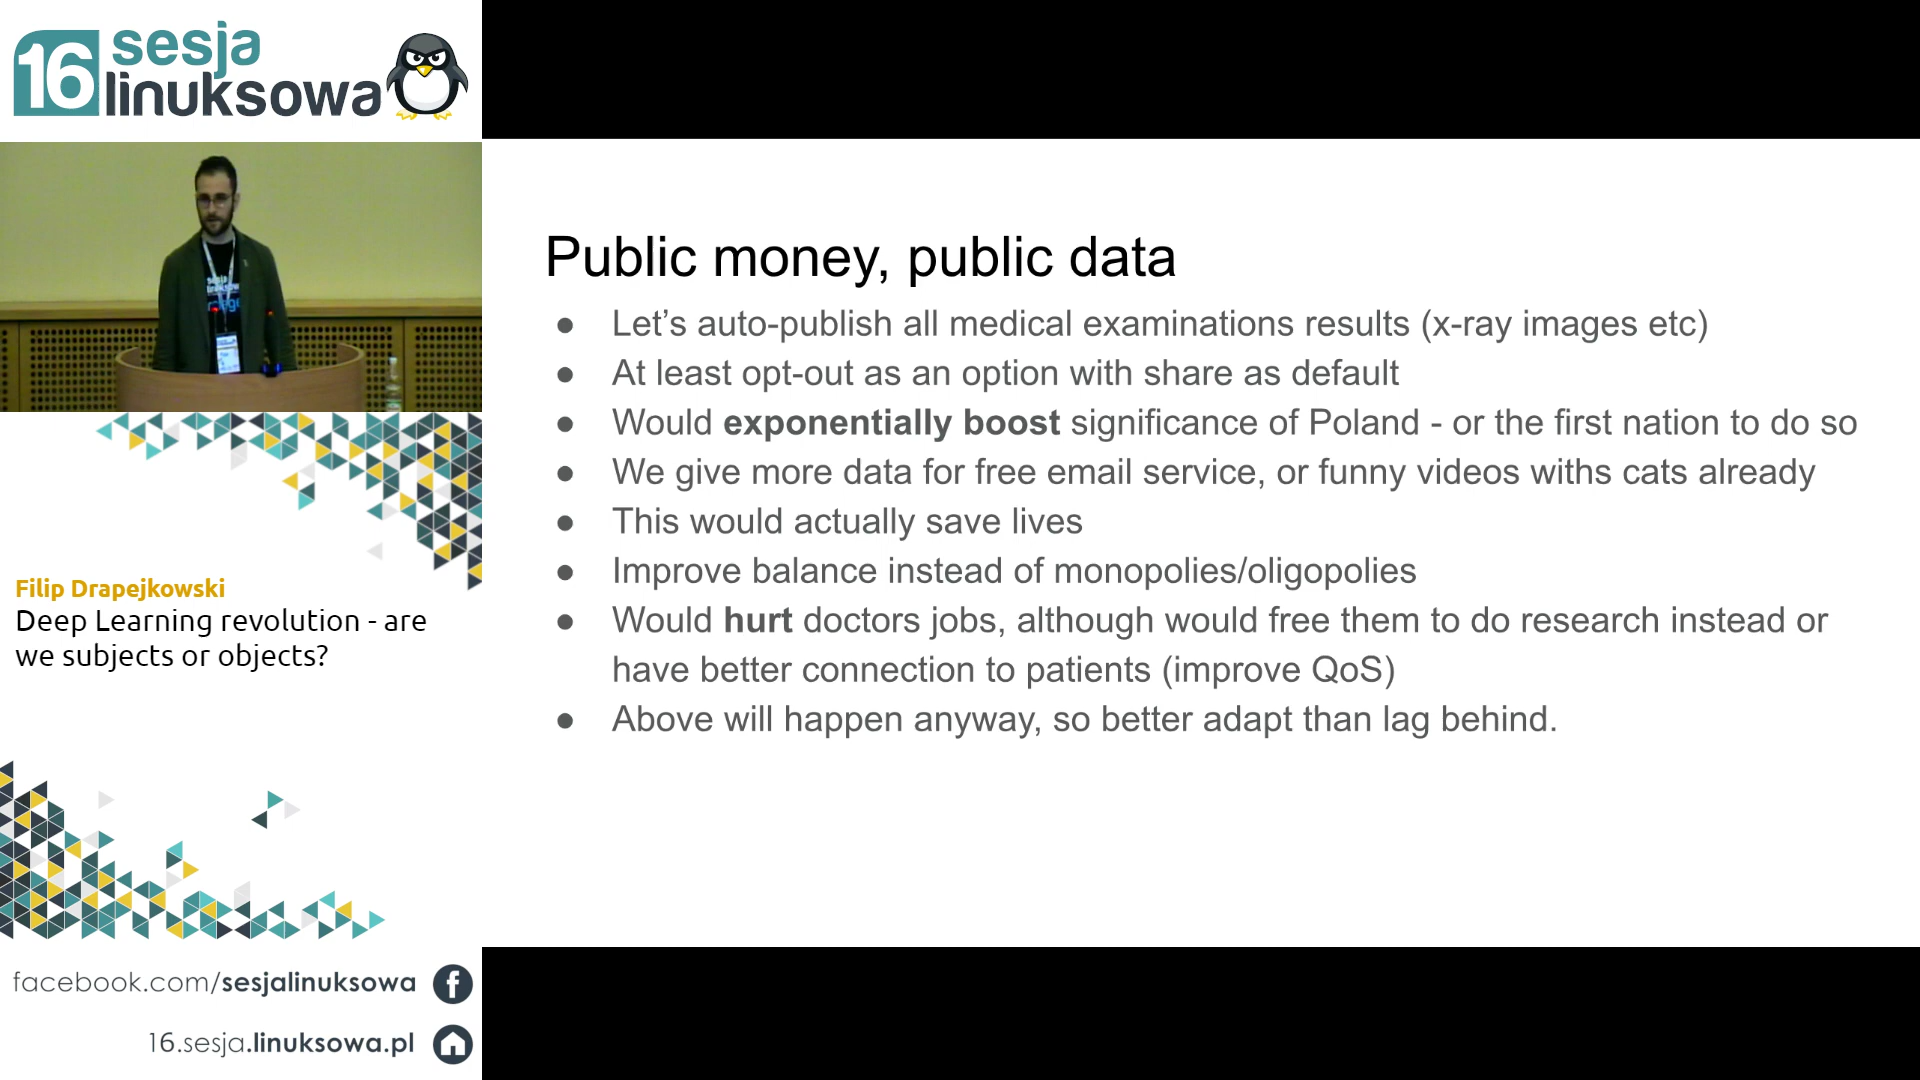 16 sesja
linuksowa
sesja
linuksowa
Filip Drapejkowski
Deep Learning revolution - are
we subjects or objects?
facebook.com/sesjalinuksowa
16.sesja.linuksowa.pl
Public money, public data
● Let’s auto-publish all medical examinations results (x-ray images etc)
● At least opt-out as an option with share as default
● Would exponentially boost significance of Poland - or the first nation to do so
● We give more data for free email service, or funny videos withs cats already
● This would actually save lives
● Improve balance instead of monopolies/oligopolies
● Would hurt doctors jobs, although would free them to do research instead or
have better connection to patients (improve QoS)
● Above will happen anyway, so better adapt than lag behind.